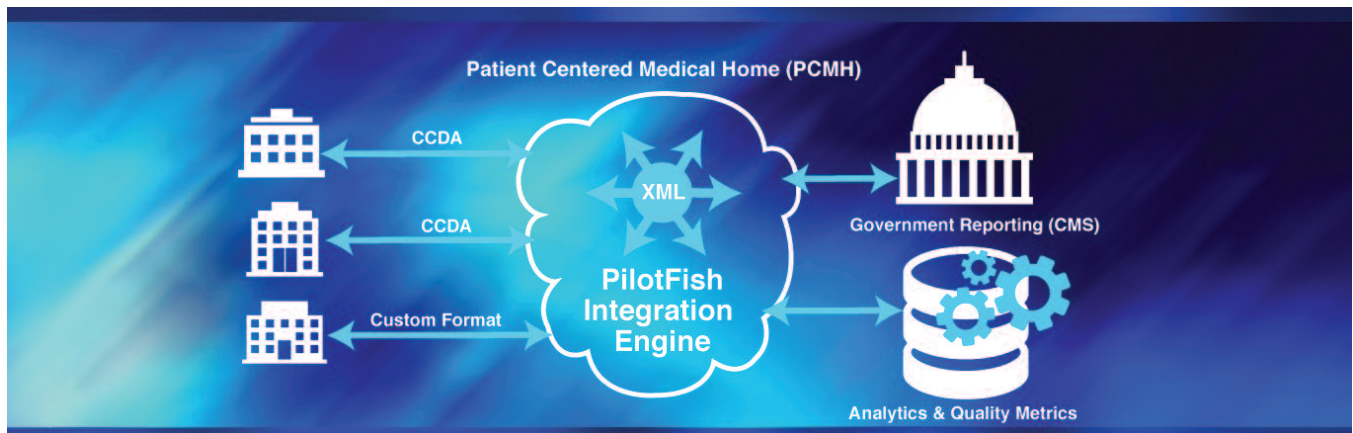 Patient Centered Medical Home (PCMH)
CCDA
XML
CCDA
Government Reporting (CMS)
PilotFish
Integration
Engine
Custom Format
Analytics & Quality Metrics